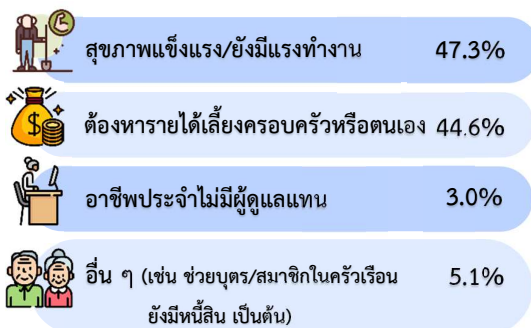 สุขภาพแข็งแรง/ยังมีแรงทำงาน 47.3%
ต้องหารายได้เลี้ยงครอบครัวหรือตนเอง 44.6%
อาชีพประจำไม่มีผู้ดูแลแทน 3.0%
อื่น ๆ (เช่น ช่วยบุตร/สมาชิกในครัวเรือน 5.1%
ยังมีหนี้สิน เป็นต้น)